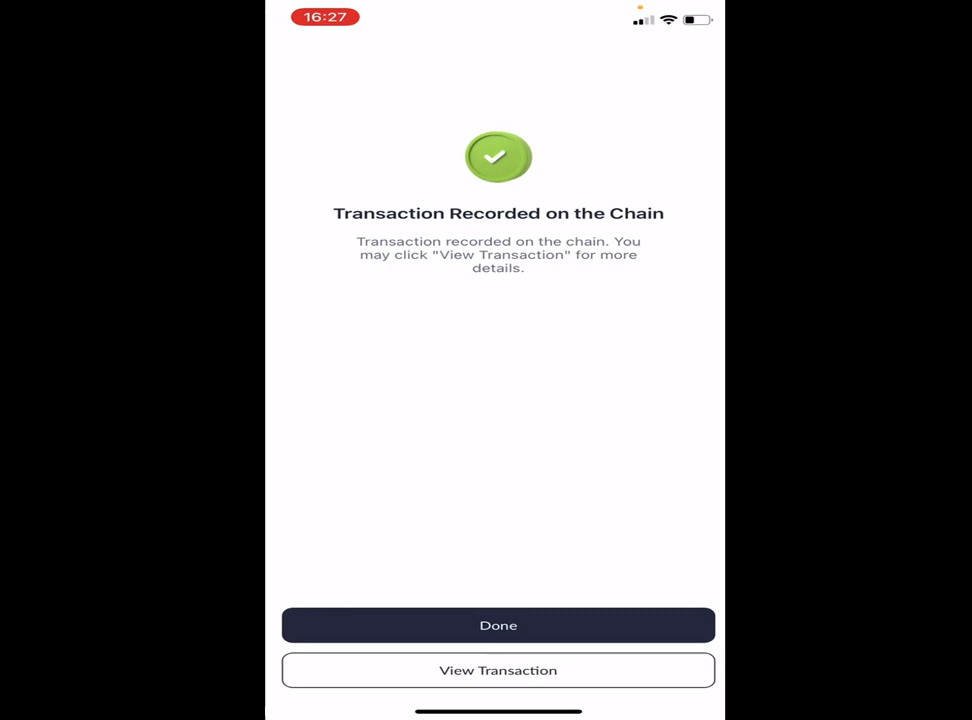 16:27
Transaction Recorded on the Chain
Transaction recorded on the chain. You
may click "View Transaction" for more
details.
Done
View Transaction